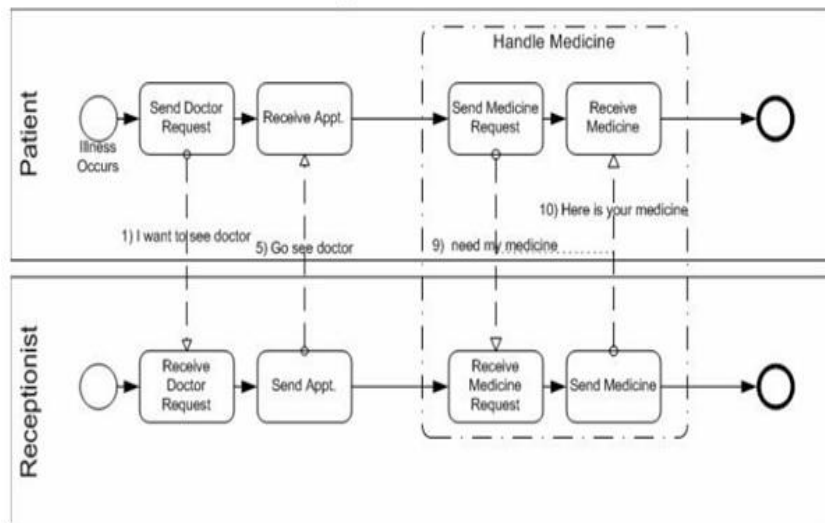 Handle Medicine
Patient
Send Doctor
Request
Receive Appt.
Send Medicine
Request
Receive
Medicine
Illness
Occurs
1) I want to see doctor
5) Go see doctor
9) need my medicine
10) Here is your medicine
Receptionist
Receive
Doctor
Request
Send Appt.
Receive
Medicine
Request
Send Medicine